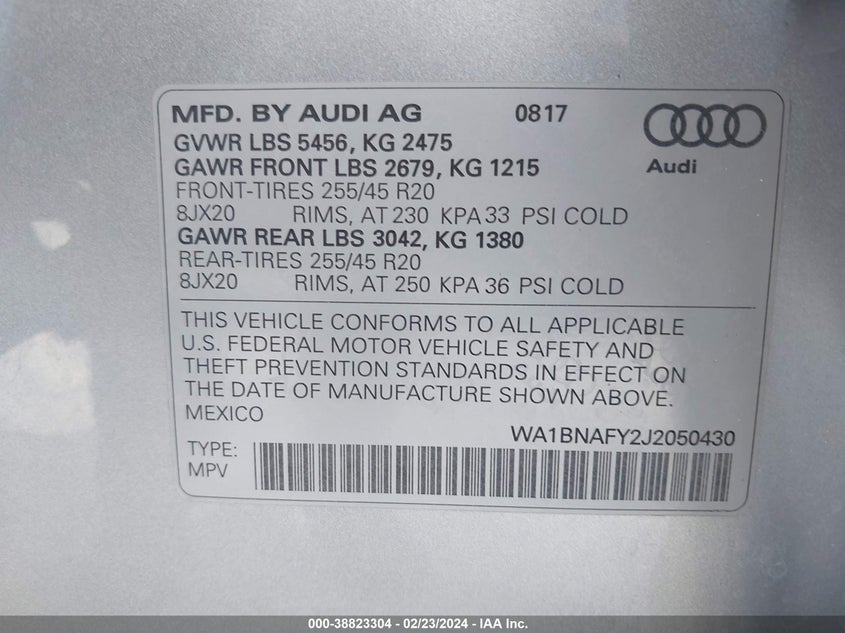 MFD. BY AUDI AG 0817
GVWR LBS 5456, KG 2475
GAWR FRONT LBS 2679, KG 1215
Audi
FRONT-TIRES 255/45 R20
8JX20 RIMS, AT 230 KPA 33 PSI COLD
GAWR REAR LBS 3042, KG 1380
REAR-TIRES 255/45 R20
8JX20 RIMS, AT 250 KPA 36 PSI COLD
THIS VEHICLE CONFORMS TO ALL APPLICABLE
U.S. FEDERAL MOTOR VEHICLE SAFETY AND
THEFT PREVENTION STANDARDS IN EFFECT ON
THE DATE OF MANUFACTURE SHOWN ABOVE.
MEXICO
WA1BNAFY2J2050430
TYPE:
MPV
000-38823304 - 02/23/2024 - IAA Inc.